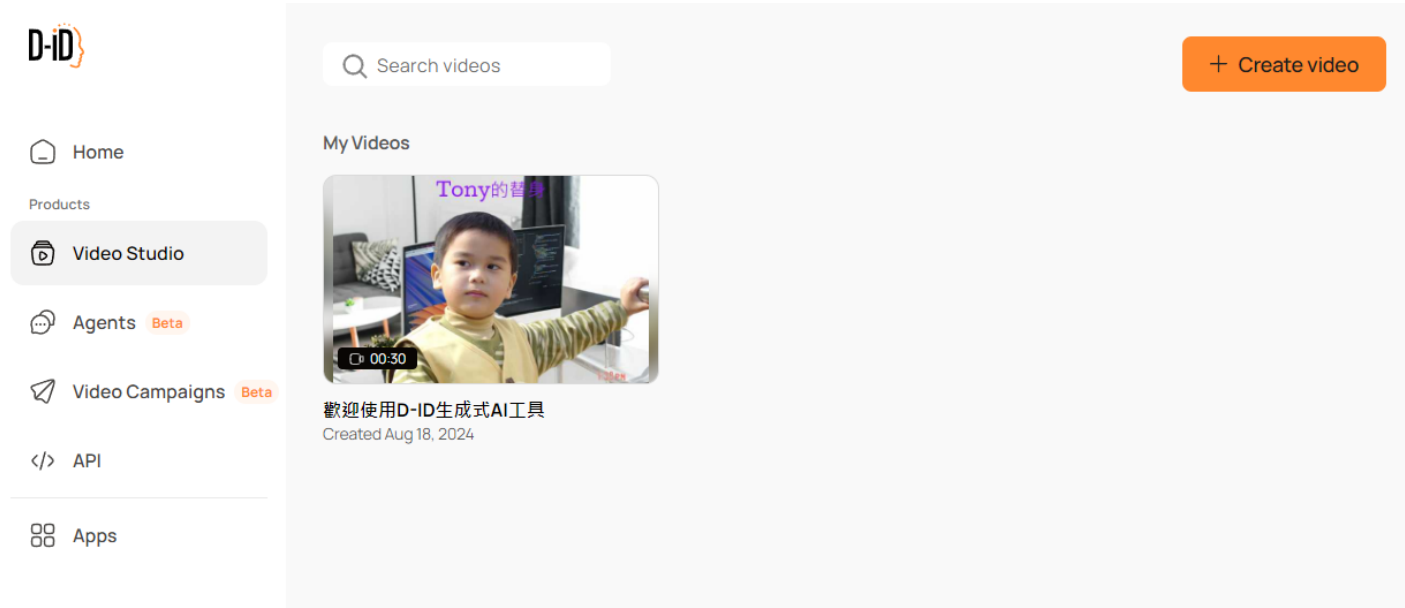 D-iD
Search videos
+ Create video
Home
My Videos
Products
Video Studio
Agents Beta
Video Campaigns Beta
</> API
Apps
Tony的替身
00:30
歡迎使用D-ID生成式AI工具
Created Aug 18, 2024